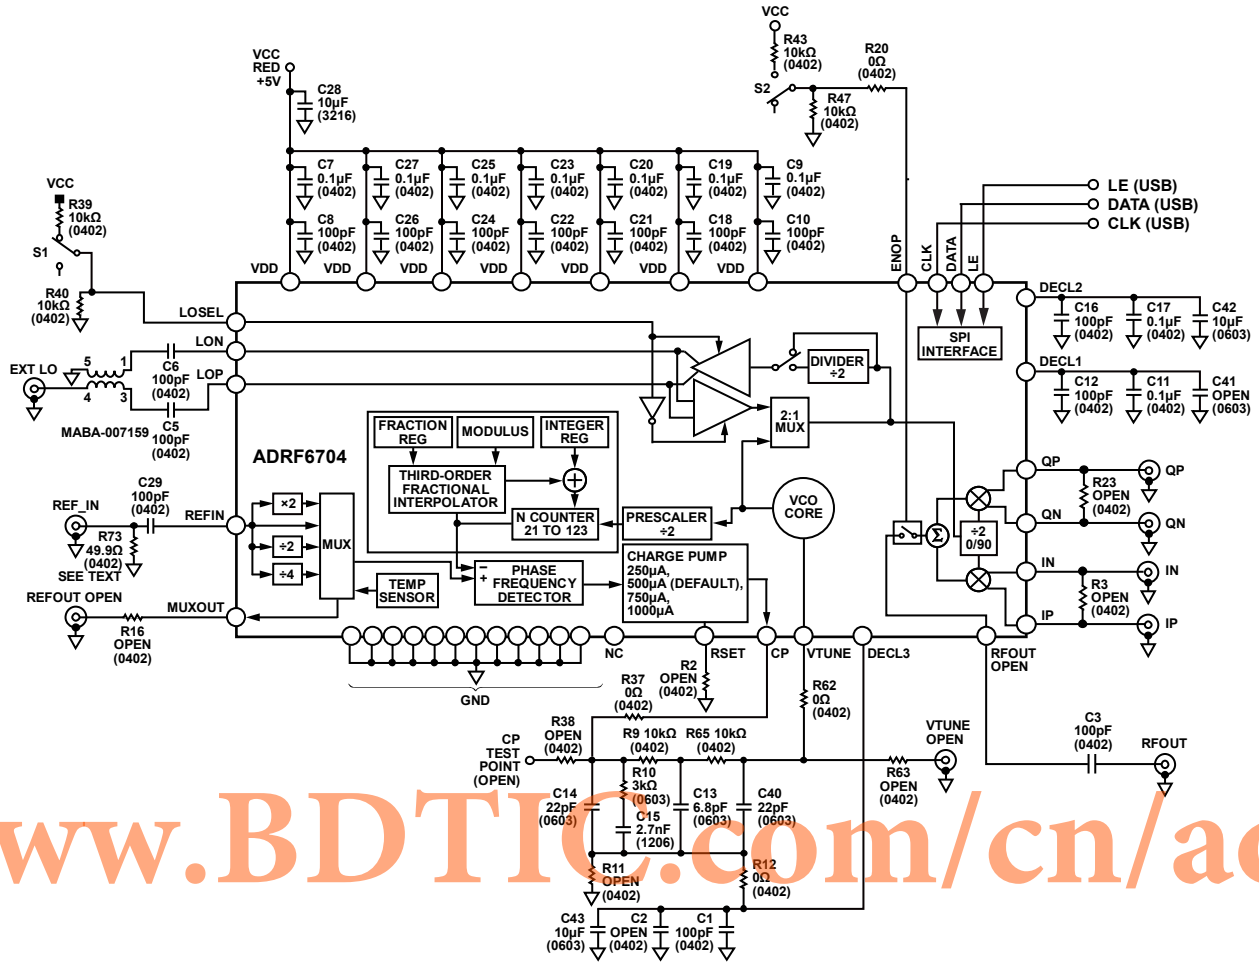 VCC
RED
+5V
C28
10µF
(3216)
VCC
R43
10kΩ
(0402)
S2
R47
10kΩ
(0402)
R20
0Ω
(0402)
C7
0.1µF
(0402)
C27
0.1µF
(0402)
C25
0.1µF
(0402)
C23
0.1µF
(0402)
C20
0.1µF
(0402)
C19
0.1µF
(0402)
C9
0.1µF
(0402)
C8
100pF
(0402)
C26
100pF
(0402)
C24
100pF
(0402)
C22
100pF
(0402)
C21
100pF
(0402)
C18
100pF
(0402)
C10
100pF
(0402)
VDD
VDD
VDD
VDD
VDD
VDD
VDD
ENOP
CLK
DATA
LE
LE (USB)
DATA (USB)
CLK (USB)
VCC
R39
10kΩ
(0402)
S1
R40
10kΩ
(0402)
LOSEL
LON
LOP
EXT LO
5
1
4
3
C6
100pF
(0402)
C5
100pF
(0402)
MABA-007159
ADRF6704
FRACTION
REG
MODULUS
INTEGER
REG
THIRD-ORDER
FRACTIONAL
INTERPOLATOR
+
N COUNTER
21 TO 123
PRESCALER
÷2
2:1
MUX
DIVIDER
÷2
VCO
CORE
SPI
INTERFACE
DECL2
C16
100pF
(0402)
C17
0.1µF
(0402)
C42
10µF
(0603)
DECL1
C12
100pF
(0402)
C11
0.1µF
(0402)
C41
OPEN
(0603)
REF_IN
C29
100pF
(0402)
R73
49.9Ω
(0402)
SEE TEXT
REFIN
×2
÷2
÷4
MUX
TEMP
SENSOR
−
+
PHASE
FREQUENCY
DETECTOR
CHARGE PUMP
250µA,
500µA (DEFAULT),
750µA,
1000µA
Σ
÷2
0/90
QP
QN
IN
IP
R23
OPEN
(0402)
R3
OPEN
(0402)
QP
QN
IN
IP
REFOUT OPEN
R16
OPEN
(0402)
MUXOUT
GND
NC
RSET
CP
VTUNE
DECL3
RFOUT
OPEN
R2
OPEN
(0402)
R37
0Ω
(0402)
R62
0Ω
(0402)
CP
TEST
POINT
(OPEN)
R38
OPEN
(0402)
R9 10kΩ
(0402)
R65 10kΩ
(0402)
R63
OPEN
(0402)
VTUNE
OPEN
C3
100pF
(0402)
RFOUT
C14
22pF
(0603)
R10
3kΩ
(0603)
C15
2.7nF
(1206)
C13
6.8pF
(0603)
C40
22pF
(0603)
R11
OPEN
(0402)
R12
0Ω
(0402)
C43
10µF
(0603)
C2
OPEN
(0402)
C1
100pF
(0402)
ww.BDTIC.com/cn/ad